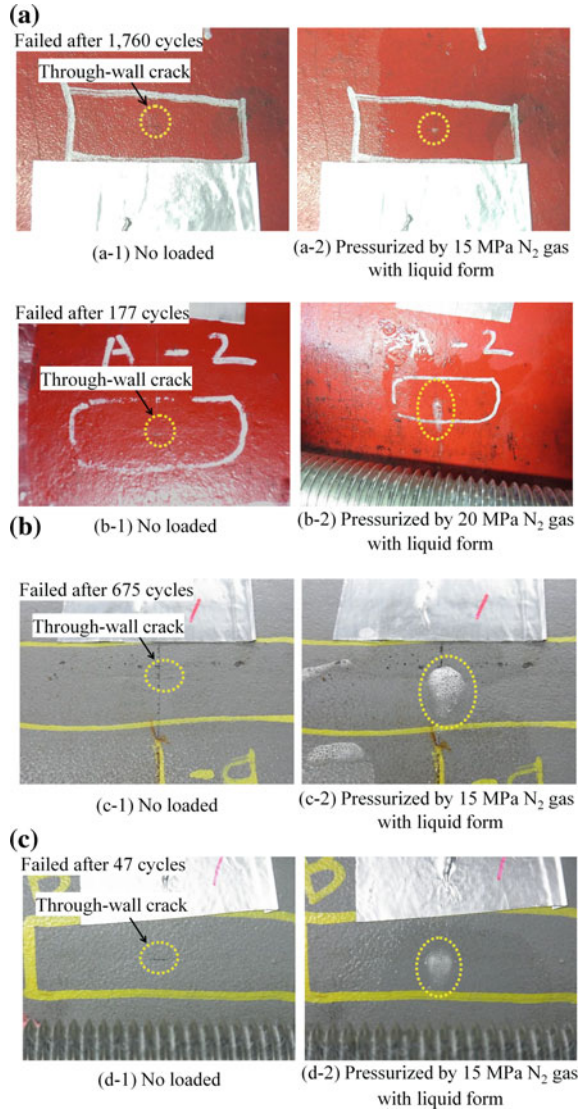 (a)
Failed after 1,760 cycles
Through-wall crack
(a-1) No loaded
(a-2) Pressurized by 15 MPa N₂ gas
with liquid form
Failed after 177 cycles
A - 2
Through-wall crack
A - 2
(b-1) No loaded
(b-2) Pressurized by 20 MPa N₂ gas
with liquid form
(b)
Failed after 675 cycles
Through-wall crack
(c-1) No loaded
(c-2) Pressurized by 15 MPa N₂ gas
with liquid form
(c)
Failed after 47 cycles
Through-wall crack
(d-1) No loaded
(d-2) Pressurized by 15 MPa N₂ gas
with liquid form